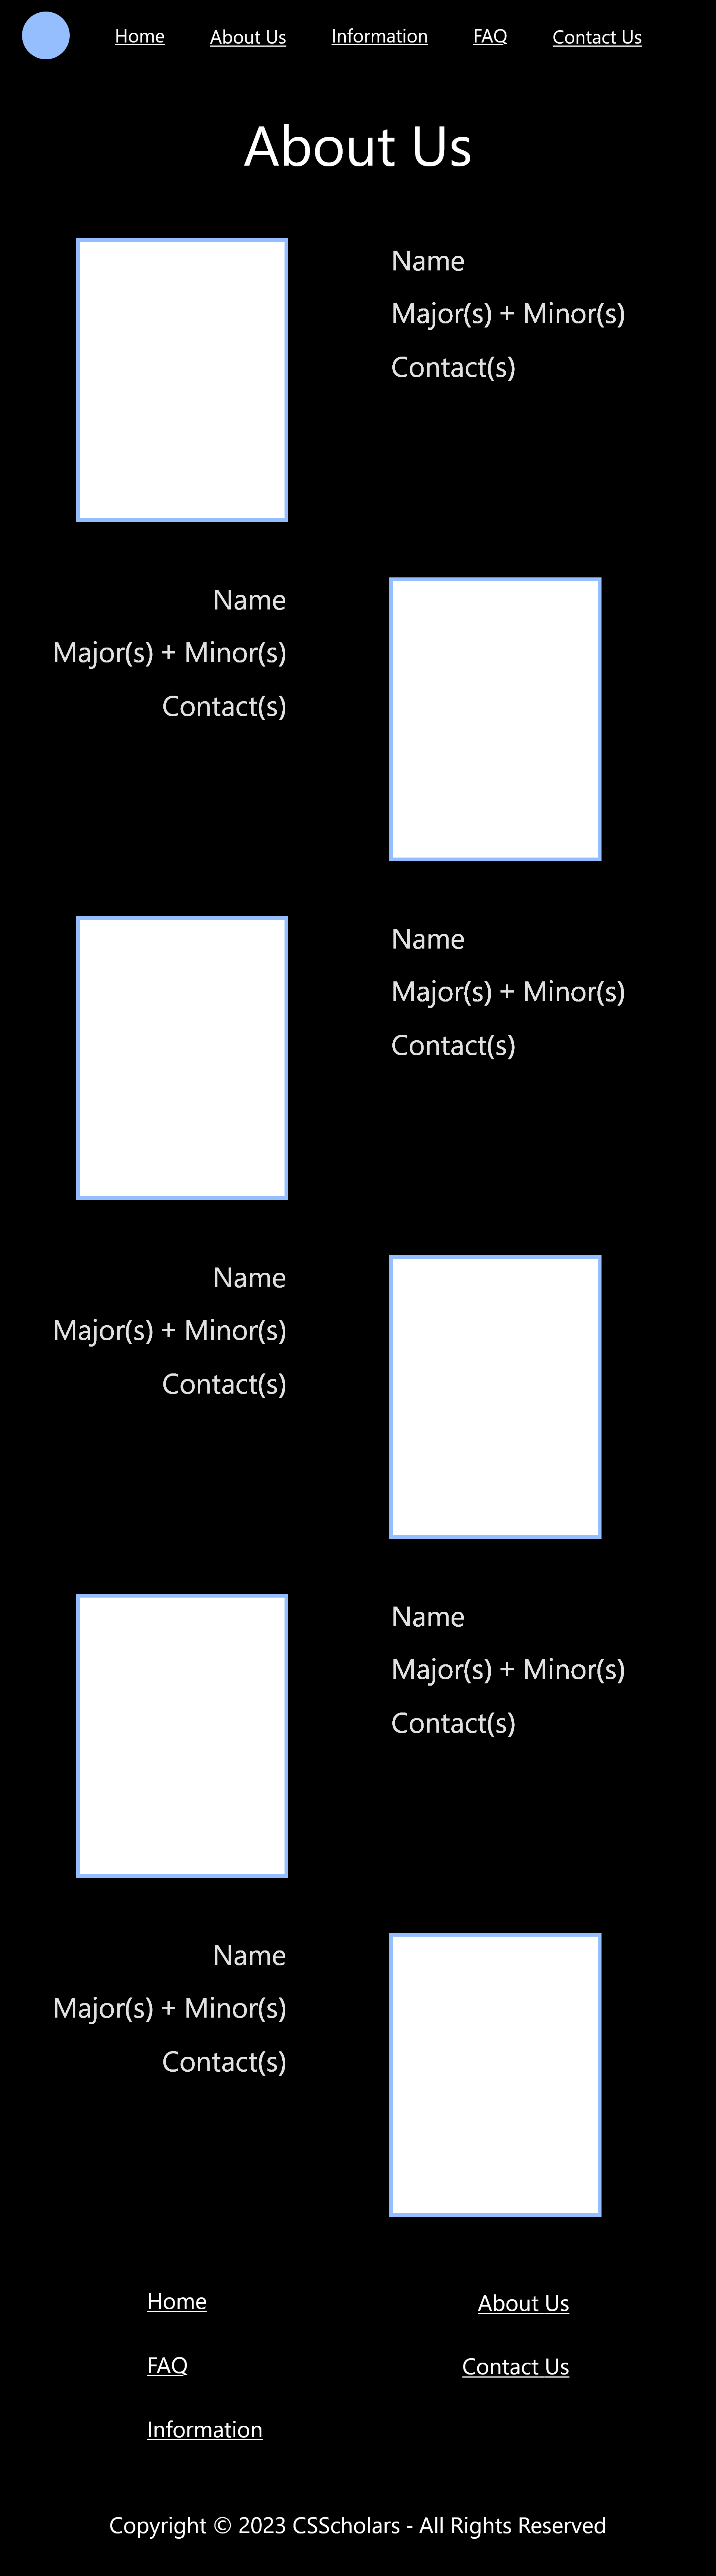 Home About Us Information FAQ Contact Us
About Us
Name
Major(s) + Minor(s)
Contact(s)
Name
Major(s) + Minor(s)
Contact(s)
Name
Major(s) + Minor(s)
Contact(s)
Name
Major(s) + Minor(s)
Contact(s)
Name
Major(s) + Minor(s)
Contact(s)
Name
Major(s) + Minor(s)
Contact(s)
Home About Us
FAQ Contact Us
Information
Copyright © 2023 CSScholars - All Rights Reserved